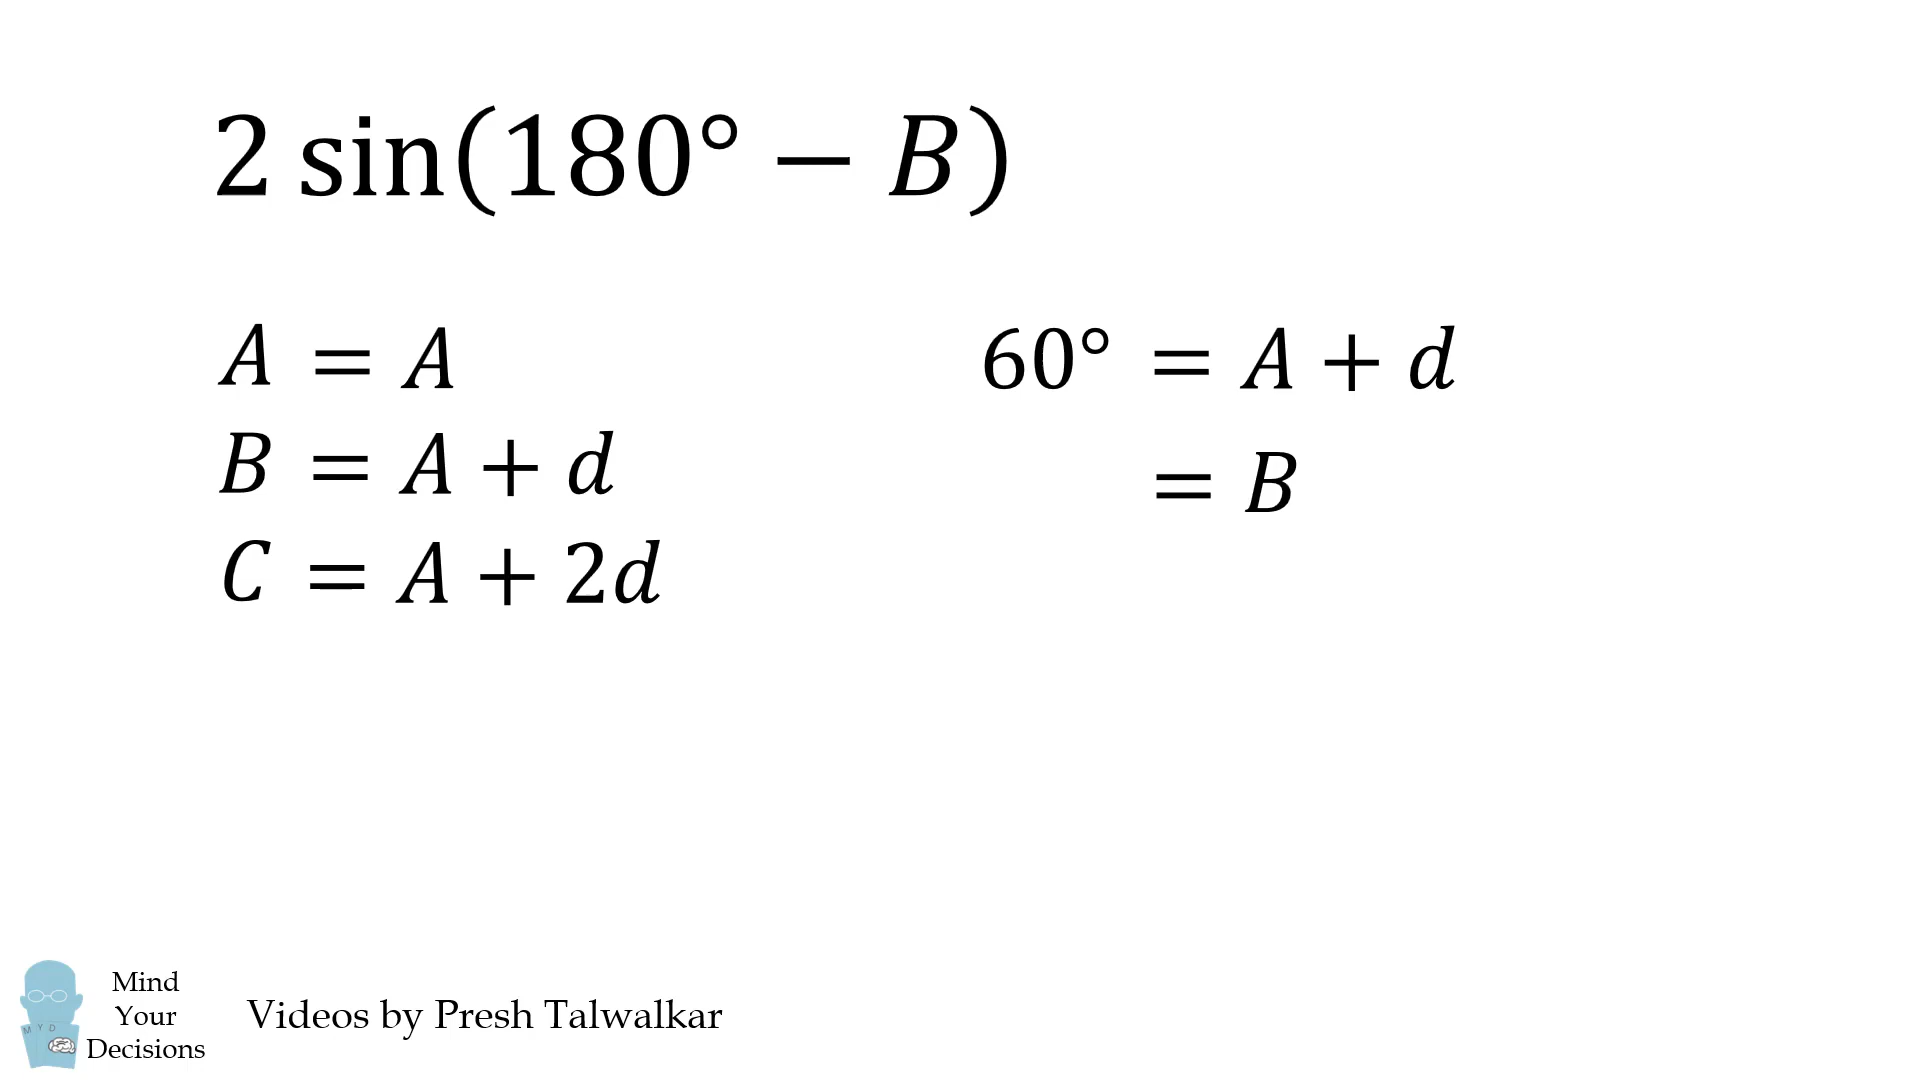 2 sin(180° − B)
A = A
B = A + d
C = A + 2d
60° = A + d
= B
M Y D
Mind
Your
Decisions
Videos by Presh Talwalkar